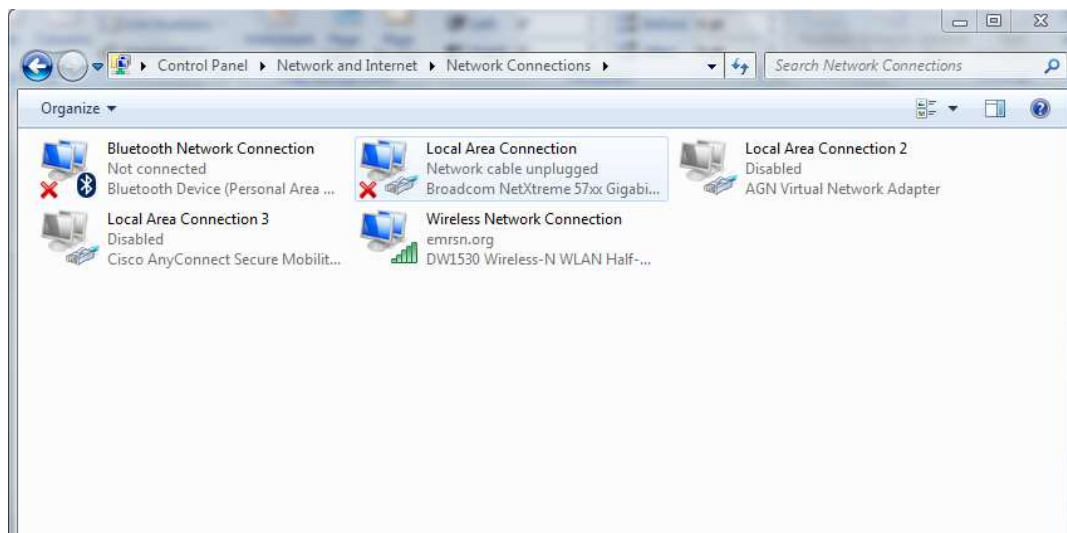 Control Panel Network and Internet Network Connections Search Network Connections
Organize
Bluetooth Network Connection
Not connected
Bluetooth Device (Personal Area ...
Local Area Connection
Network cable unplugged
Broadcom NetXtreme 57xx Gigabi...
Local Area Connection 2
Disabled
AGN Virtual Network Adapter
Local Area Connection 3
Disabled
Cisco AnyConnect Secure Mobilit...
Wireless Network Connection
emrsn.org
DW1530 Wireless-N WLAN Half-...